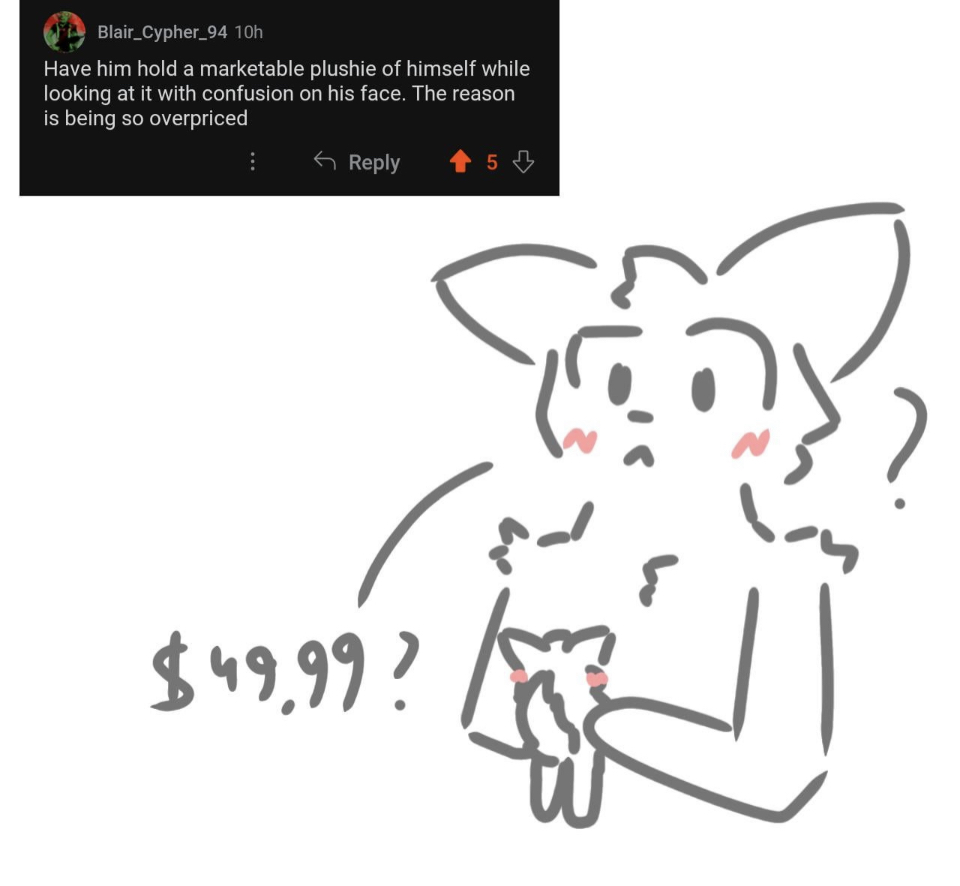 Blair_Cypher_94 10h
Have him hold a marketable plushie of himself while
looking at it with confusion on his face. The reason
is being so overpriced
Reply 5
?
$49.99?